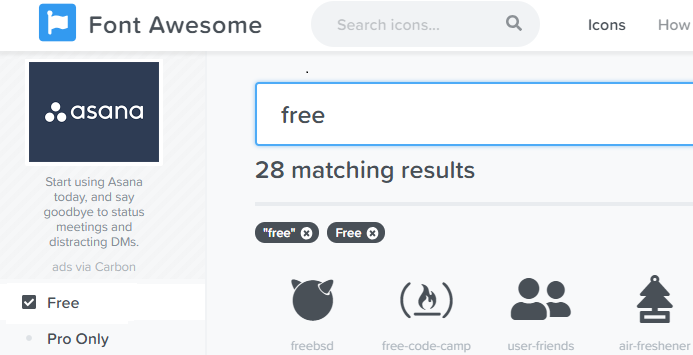 Font Awesome
Search icons...
Icons
How
asana
Start using Asana
today, and say
goodbye to status
meetings and
distracting DMs.
ads via Carbon
Free
Pro Only
free
28 matching results
"free"
Free
freebsd
free-code-camp
user-friends
air-freshener